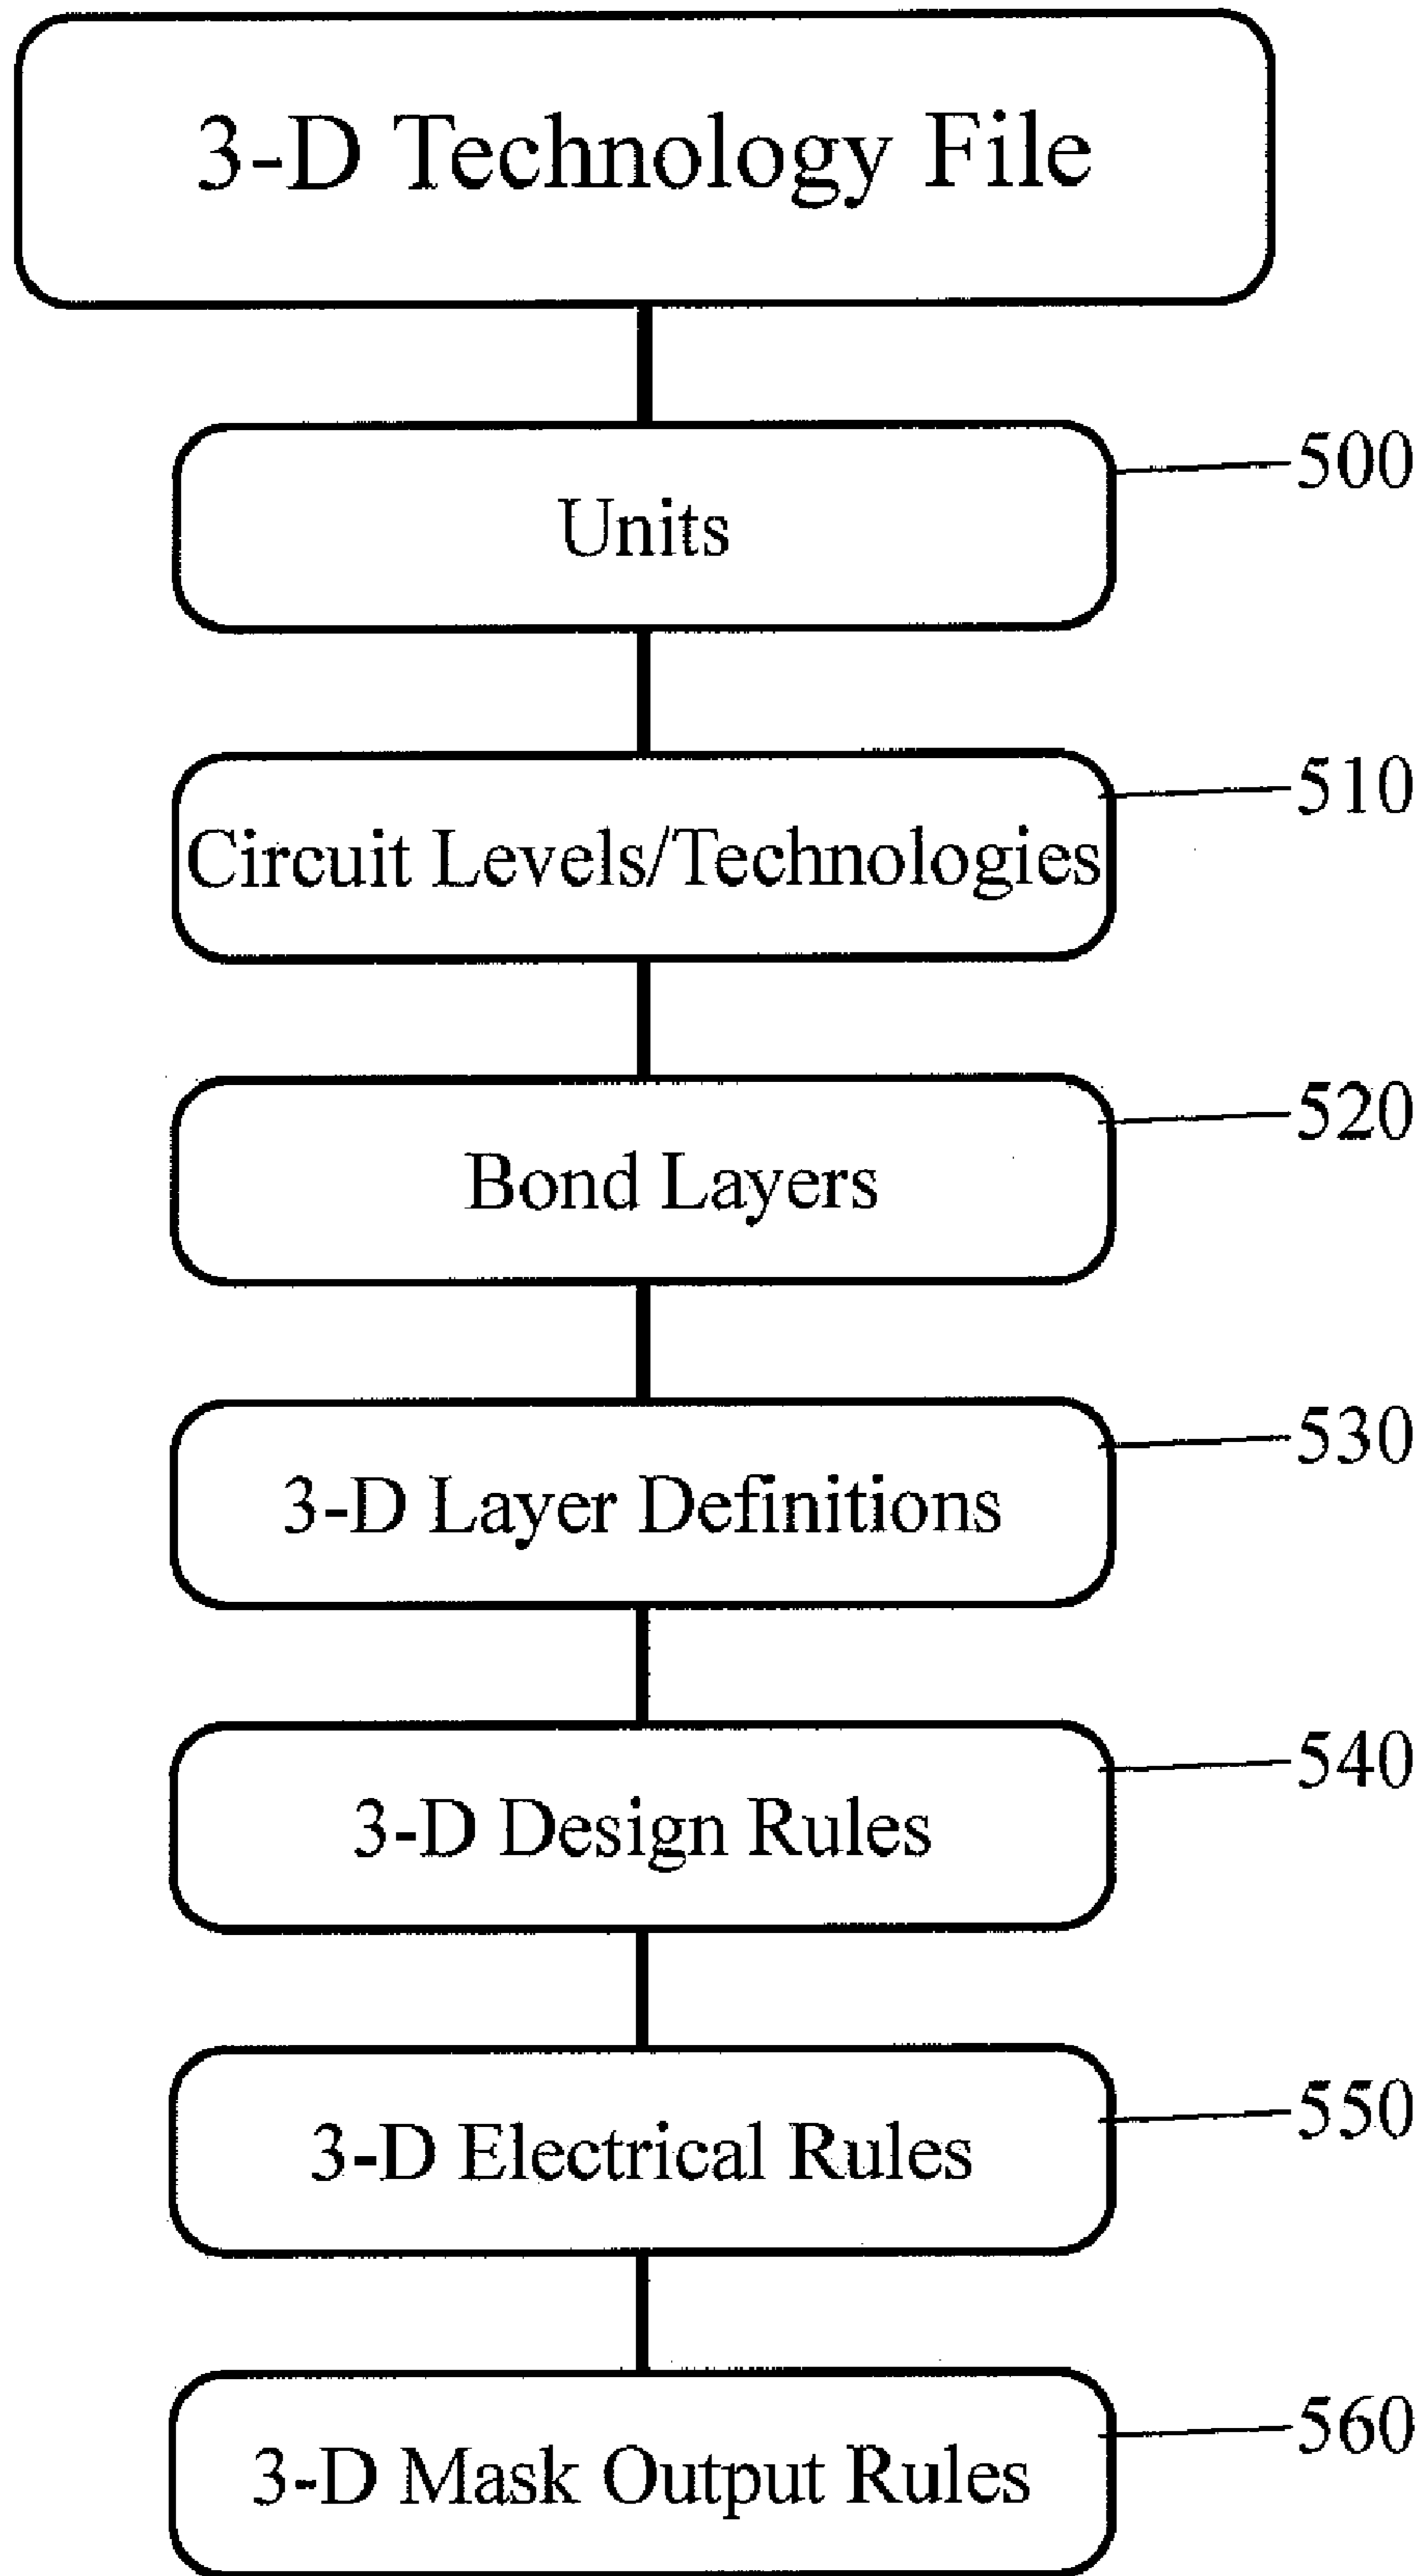 3-D Technology File
500
Units
510
Circuit Levels/Technologies
520
Bond Layers
530
3-D Layer Definitions
540
3-D Design Rules
550
3-D Electrical Rules
560
3-D Mask Output Rules